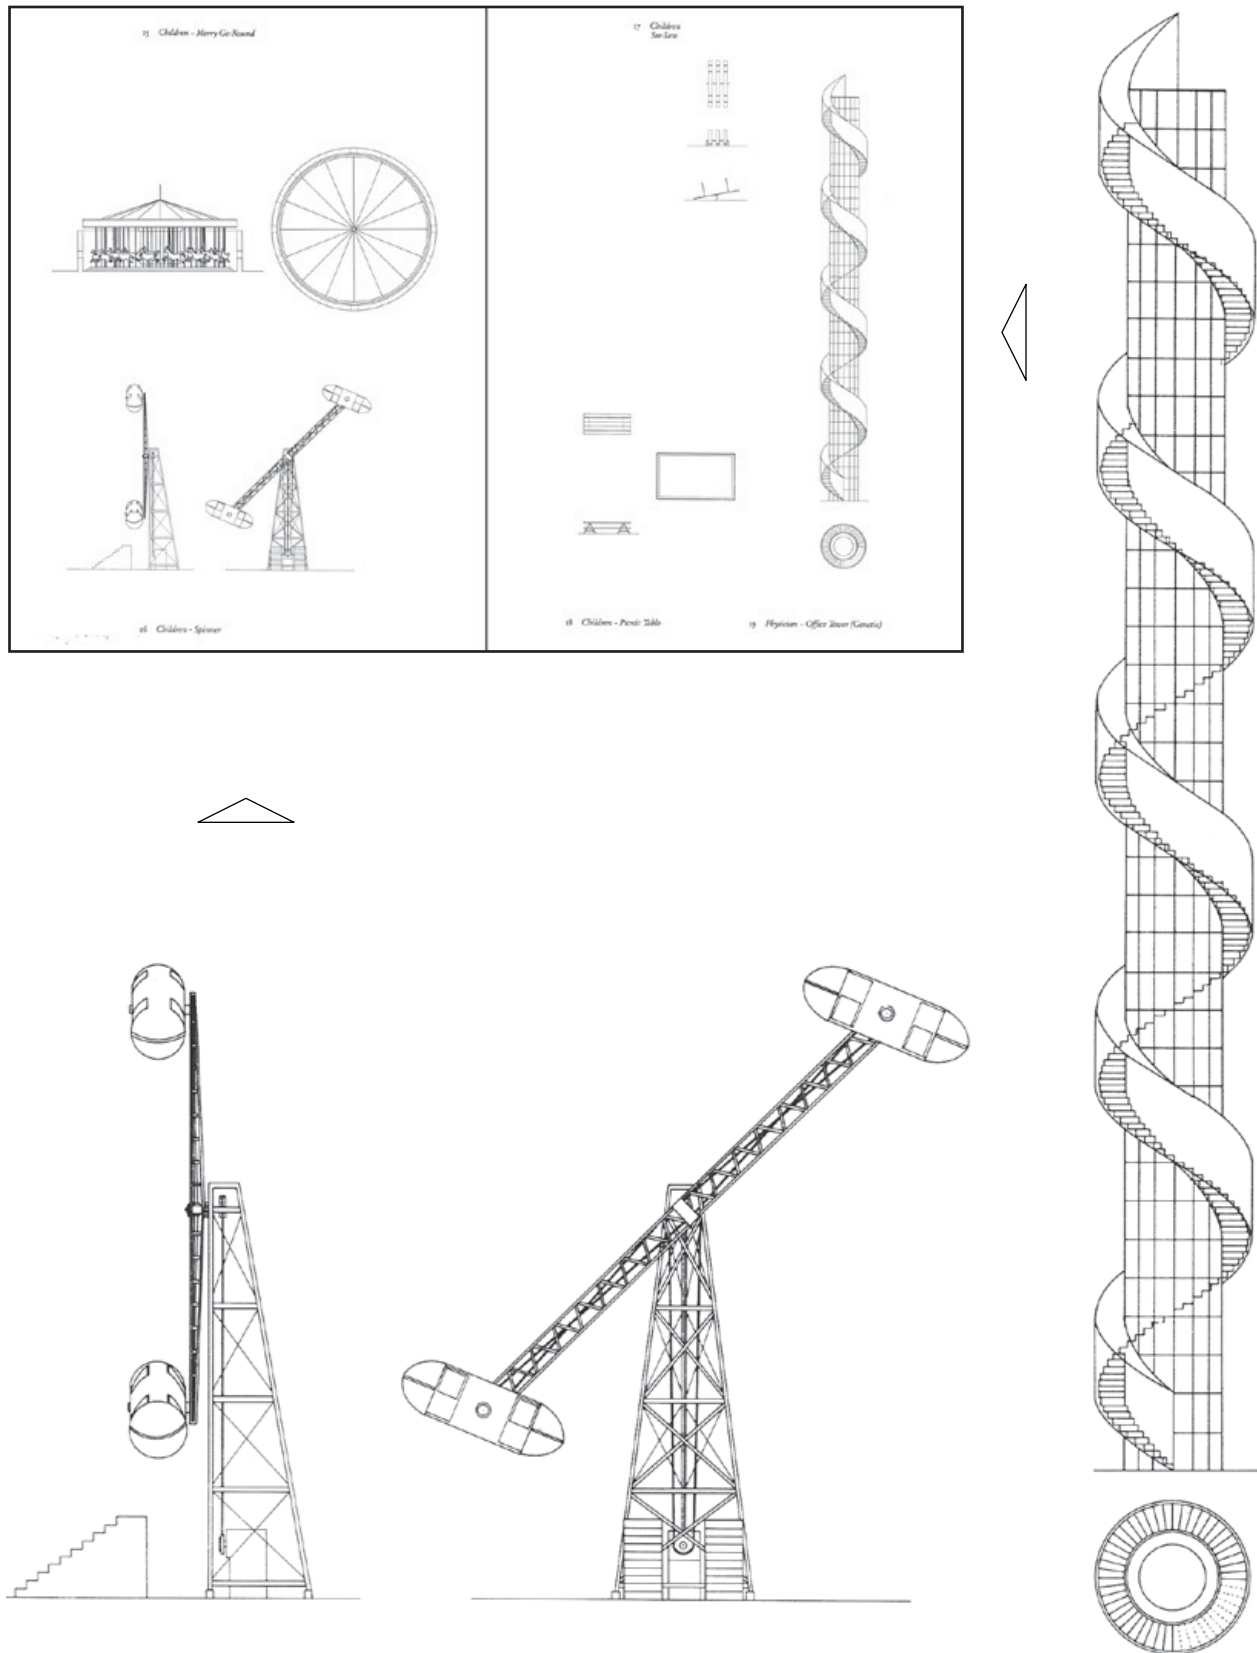 15 Children - Merry Go Round
17 Children
See-Saw
16 Children - Spinner
18 Children - Picnic Table
19 Physician - Office Tower (Genetic)